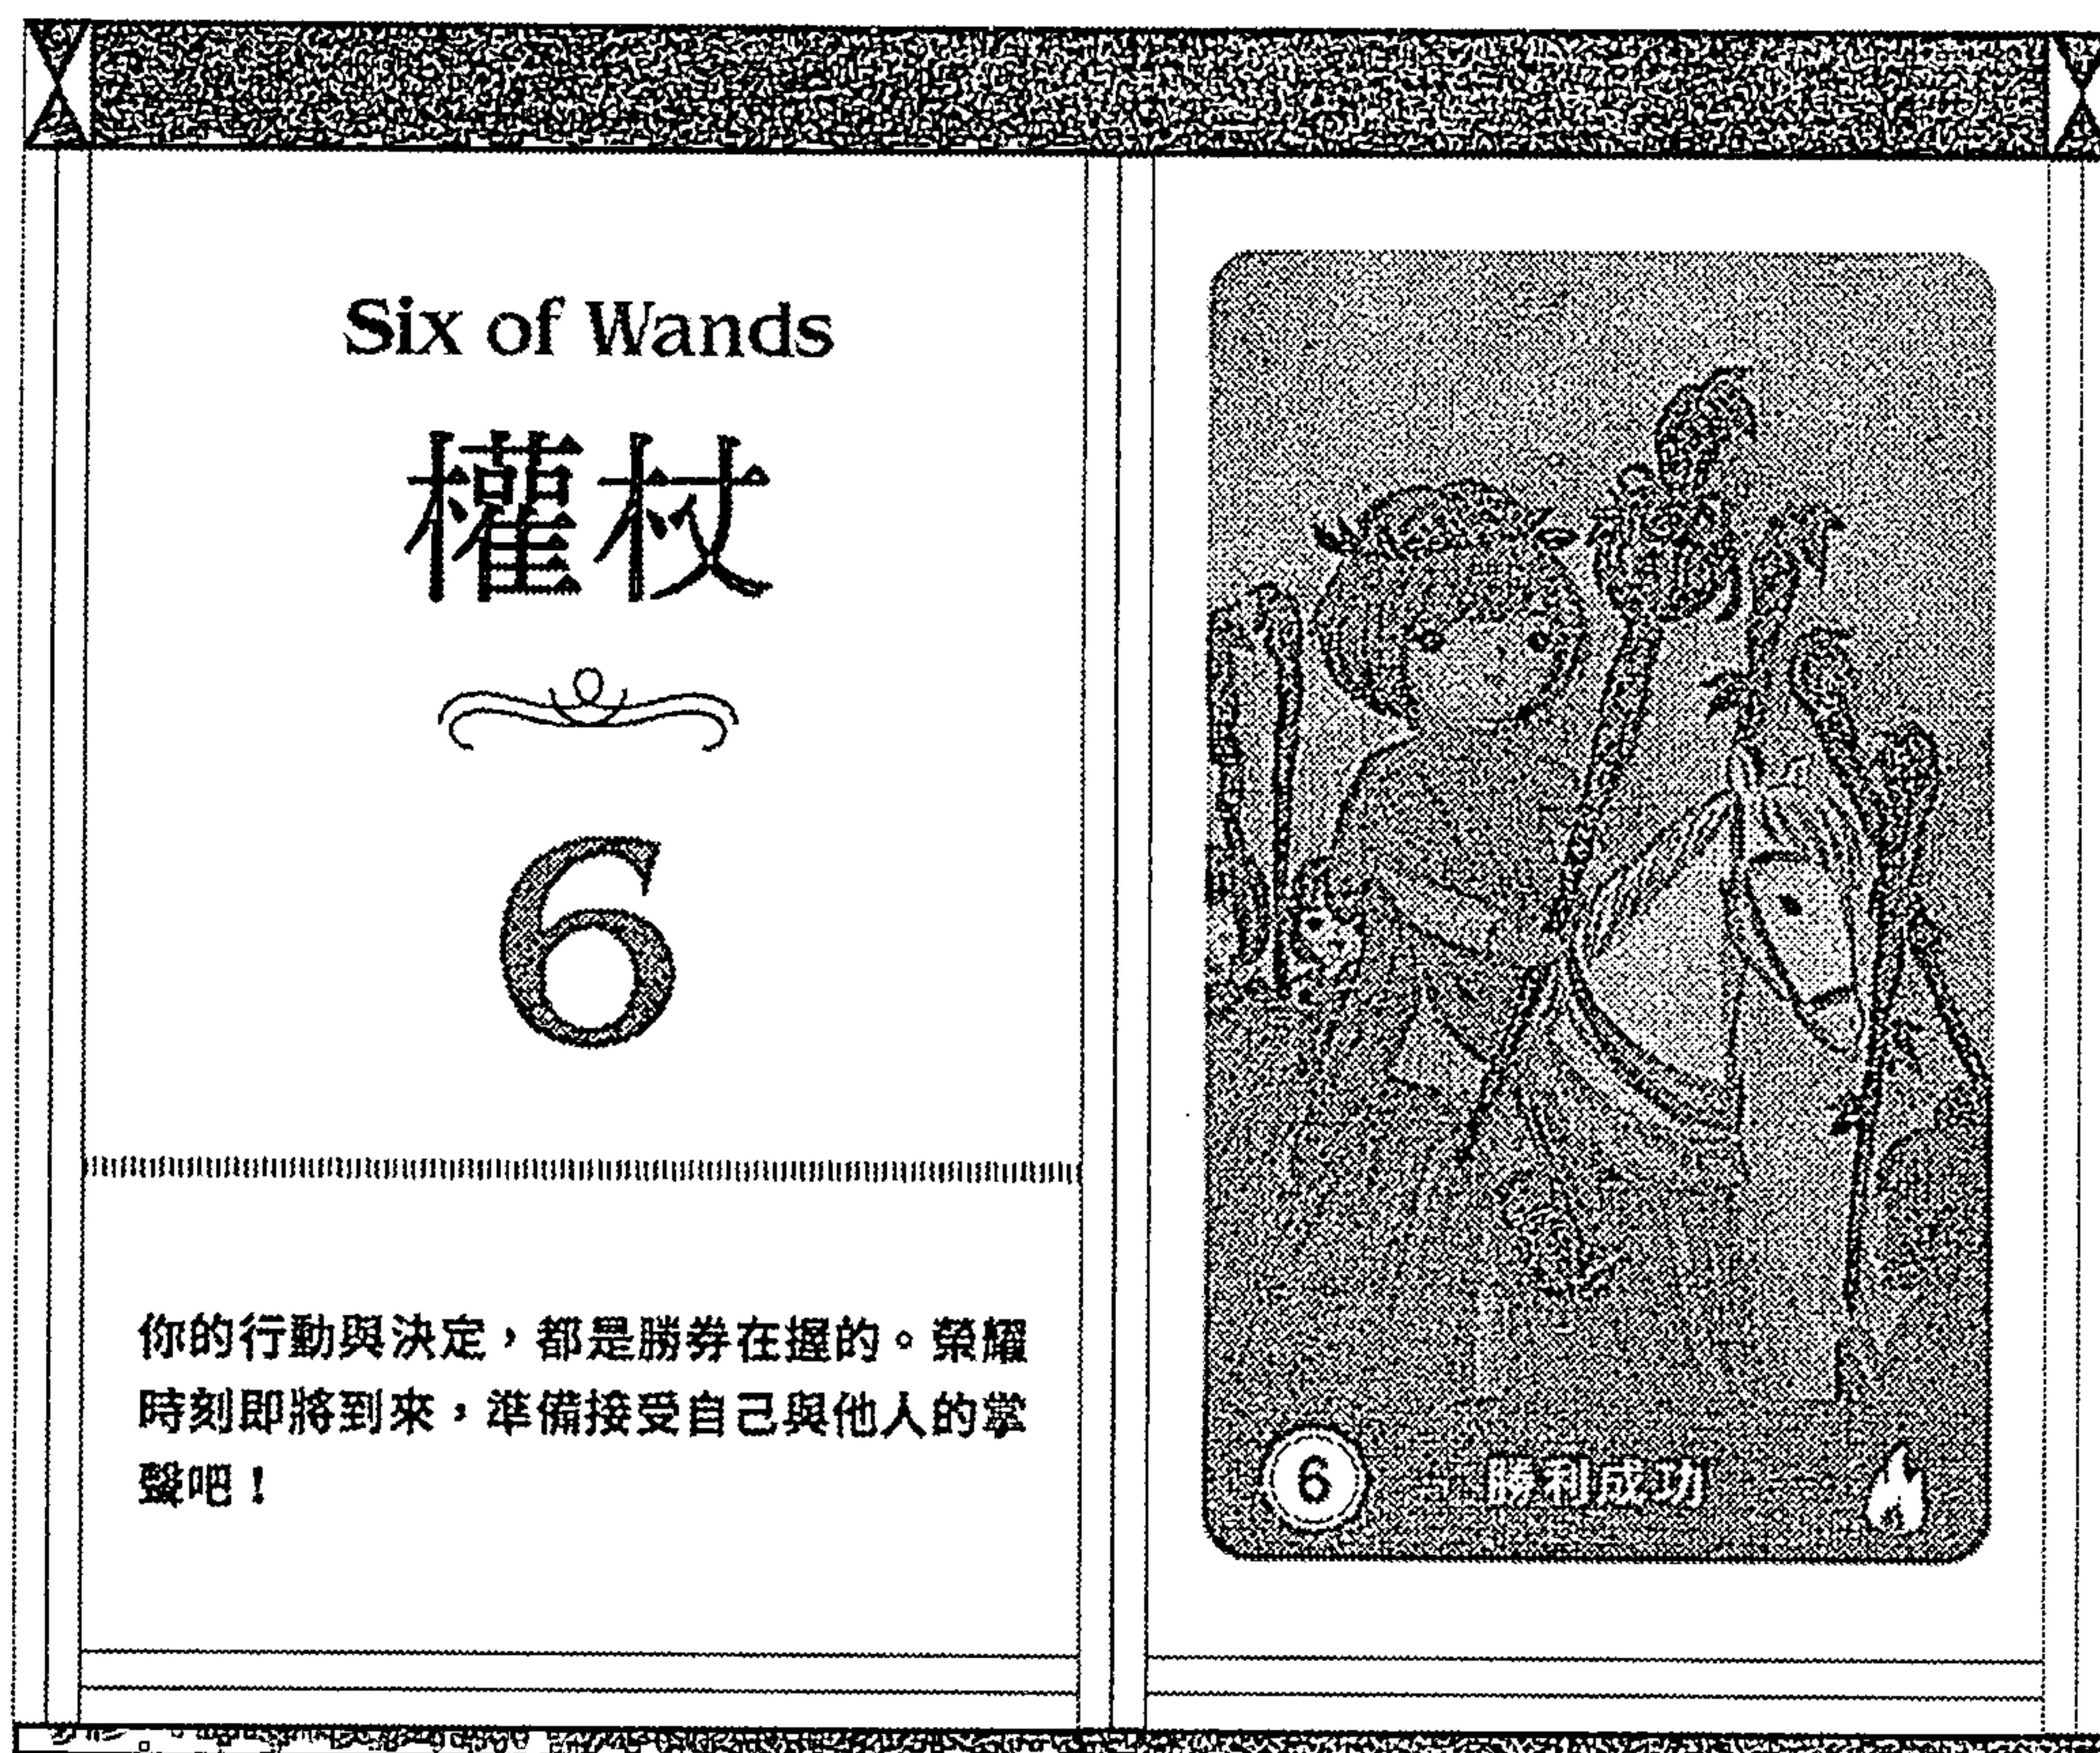 Six of Wands
權杖
6
你的行動與決定，都是勝券在握的。榮耀
時刻即將到來，準備接受自己與他人的掌
聲吧！
6 勝利成功